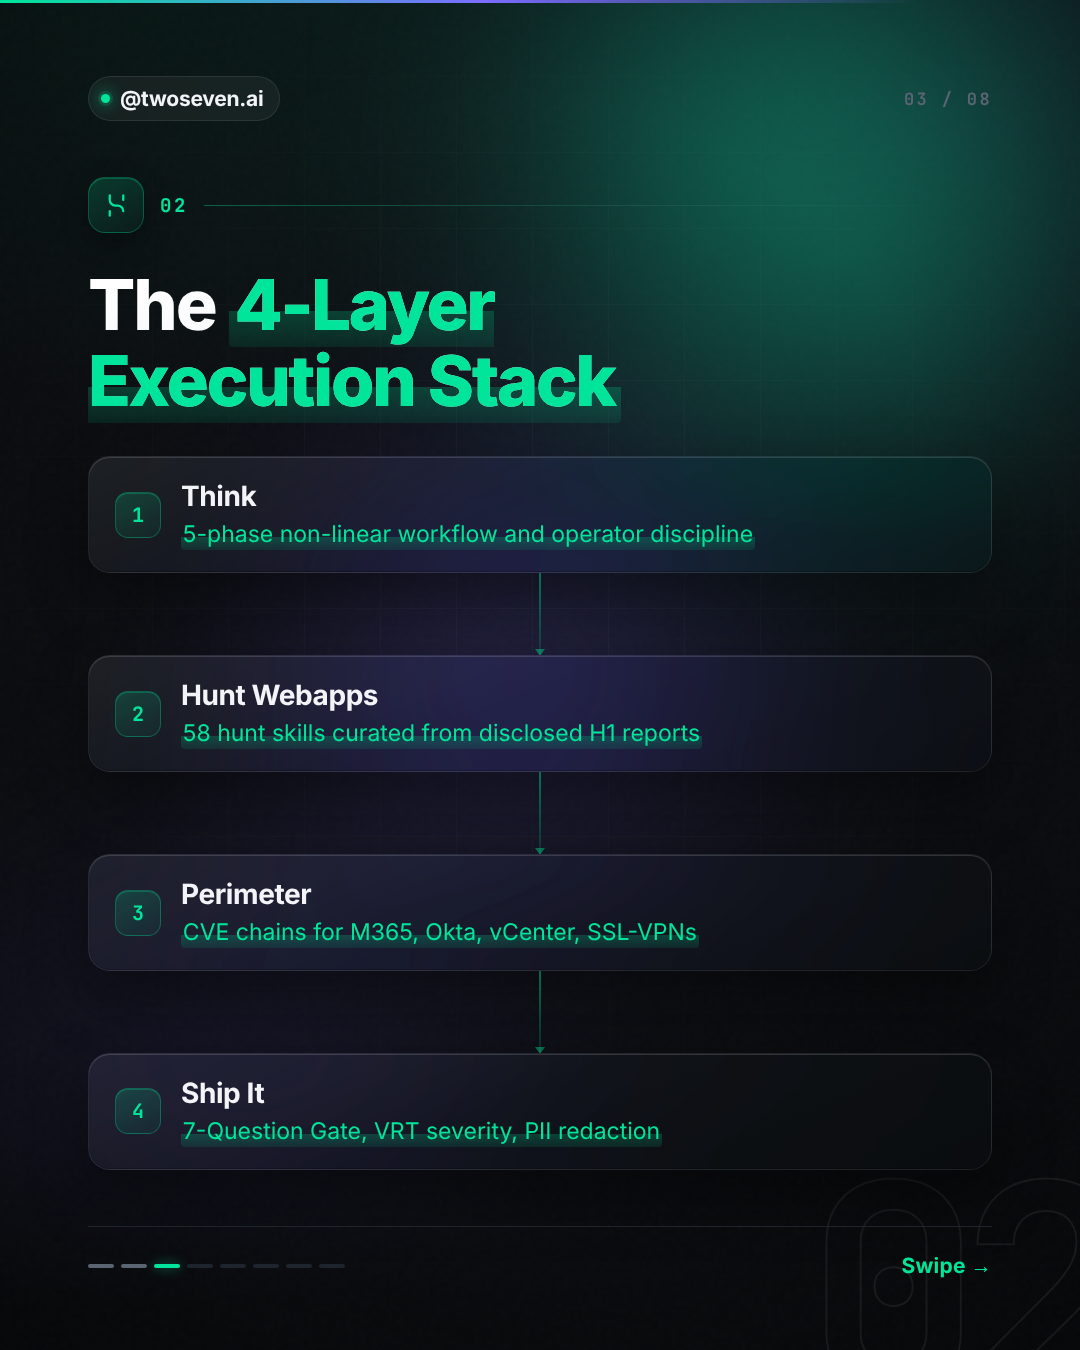 @twoseven.ai
03 / 08
02
The 4-Layer
Execution Stack
1
Think
5-phase non-linear workflow and operator discipline
2
Hunt Webapps
58 hunt skills curated from disclosed H1 reports
3
Perimeter
CVE chains for M365, Okta, vCenter, SSL-VPNs
4
Ship It
7-Question Gate, VRT severity, PII redaction
02
Swipe →